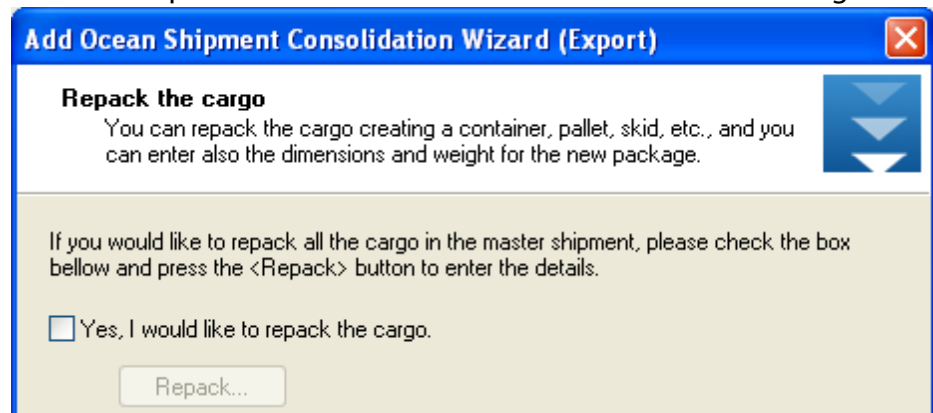 Add Ocean Shipment Consolidation Wizard (Export)
Repack the cargo
You can repack the cargo creating a container, pallet, skid, etc., and you
can enter also the dimensions and weight for the new package.
If you would like to repack all the cargo in the master shipment, please check the box
bellow and press the <Repack> button to enter the details.
Yes, I would like to repack the cargo.
Repack...